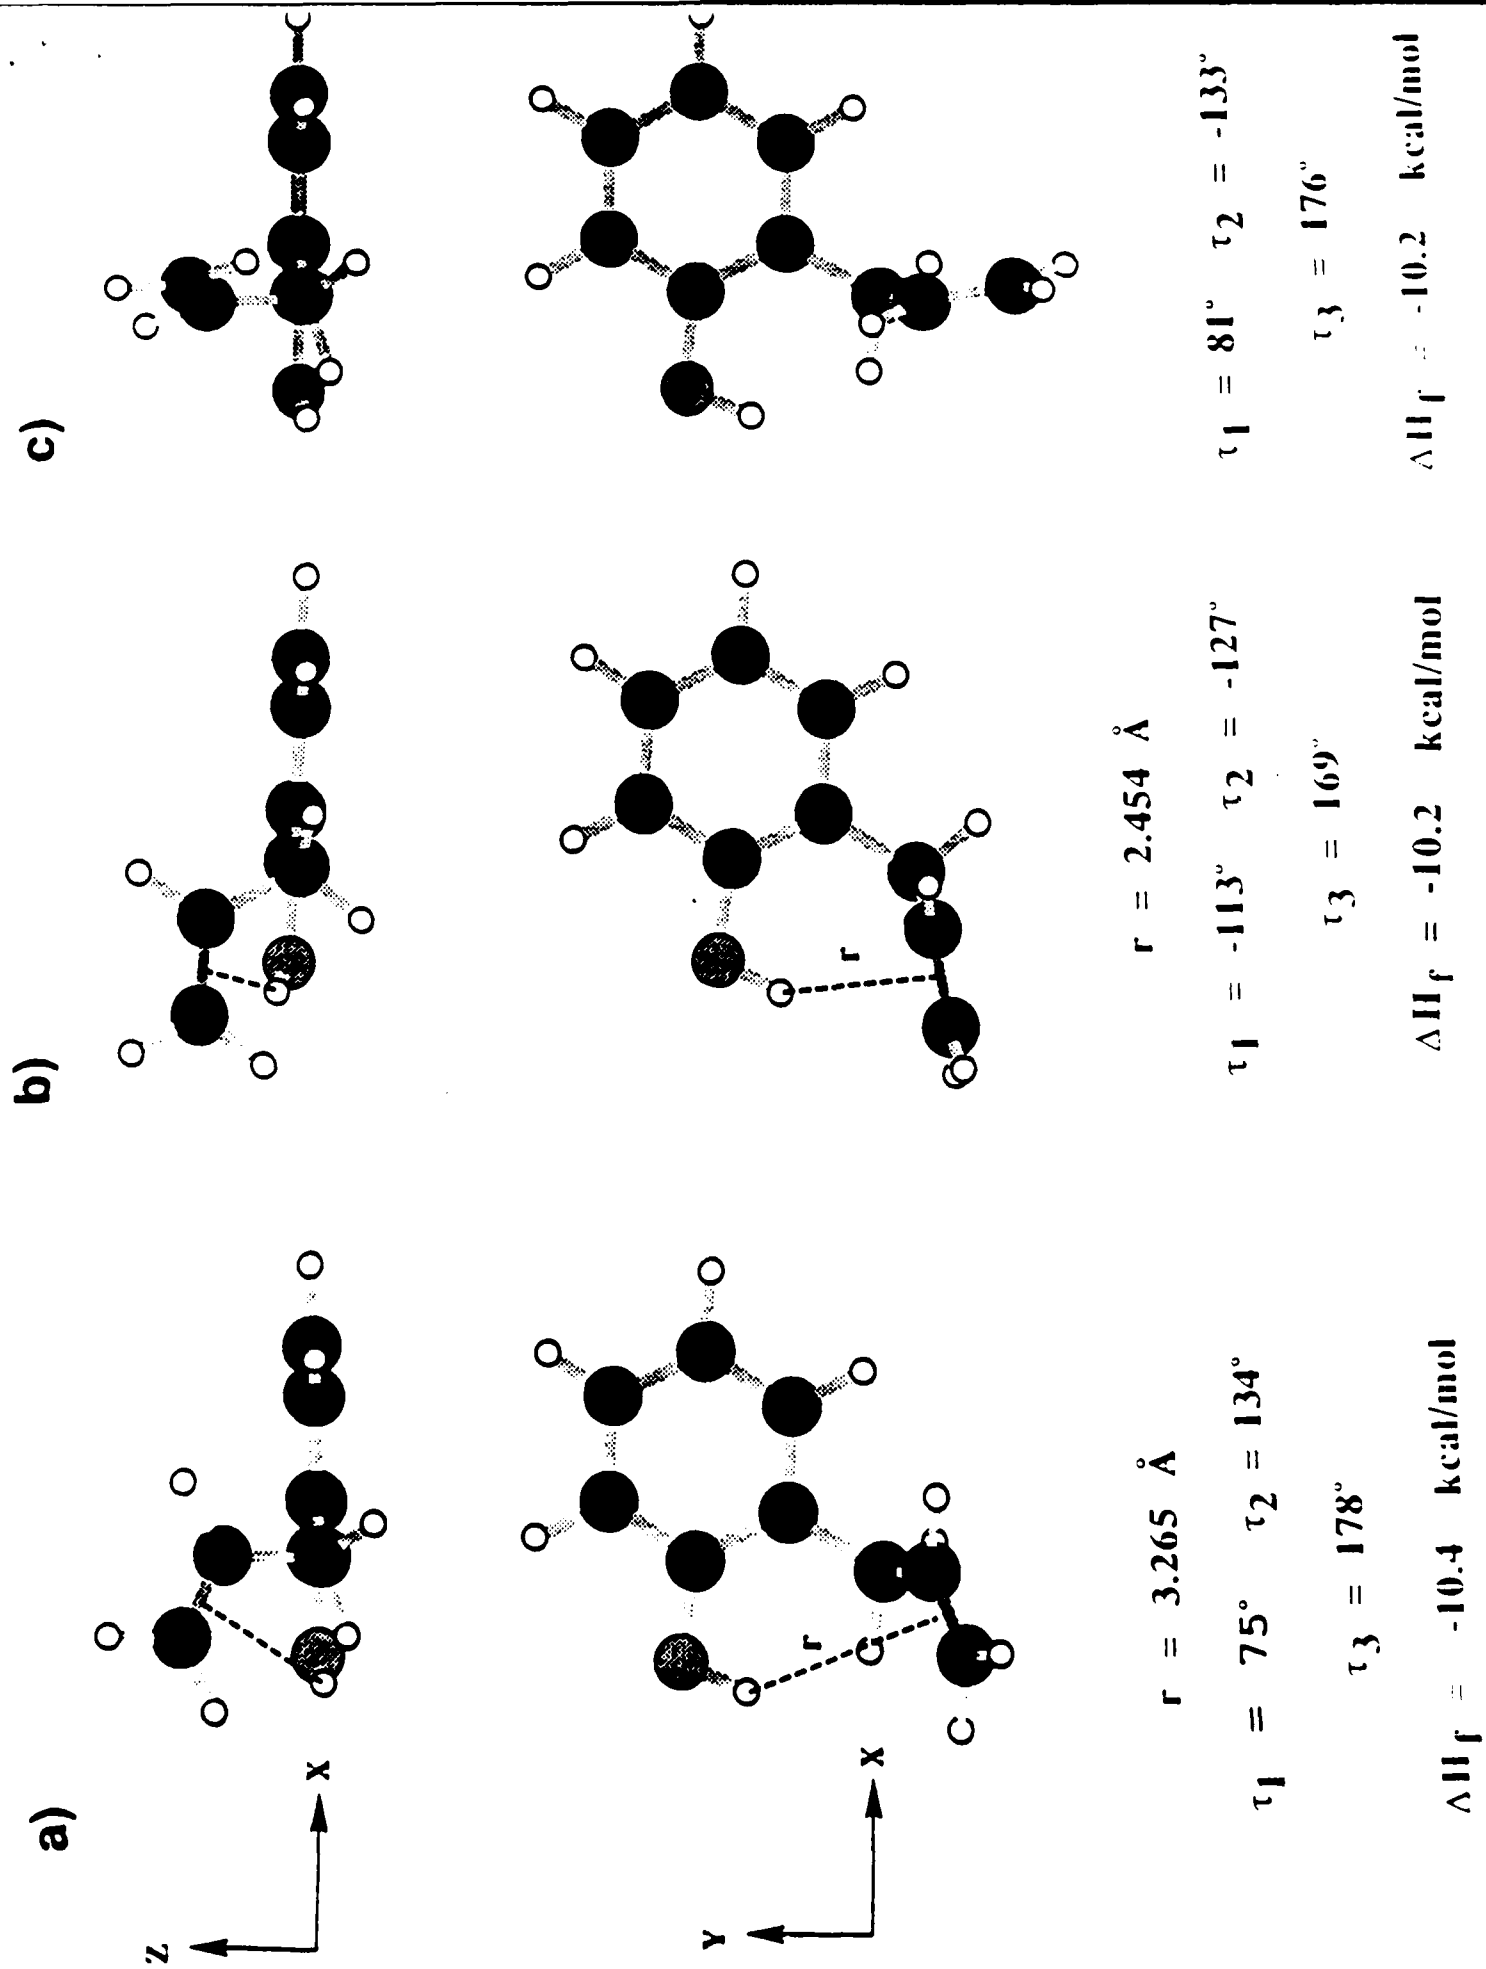 a)
Z
X
Y
X
r
r = 3.265 Å
τ1 = 75° τ2 = 134°
τ3 = 178°
ΔHf = -10.4 kcal/mol
b)
r
r = 2.454 Å
τ1 = -113° τ2 = -127°
τ3 = 169°
ΔHf = -10.2 kcal/mol
c)
τ1 = 81° τ2 = -133°
τ3 = 176°
ΔHf = -10.2 kcal/mol